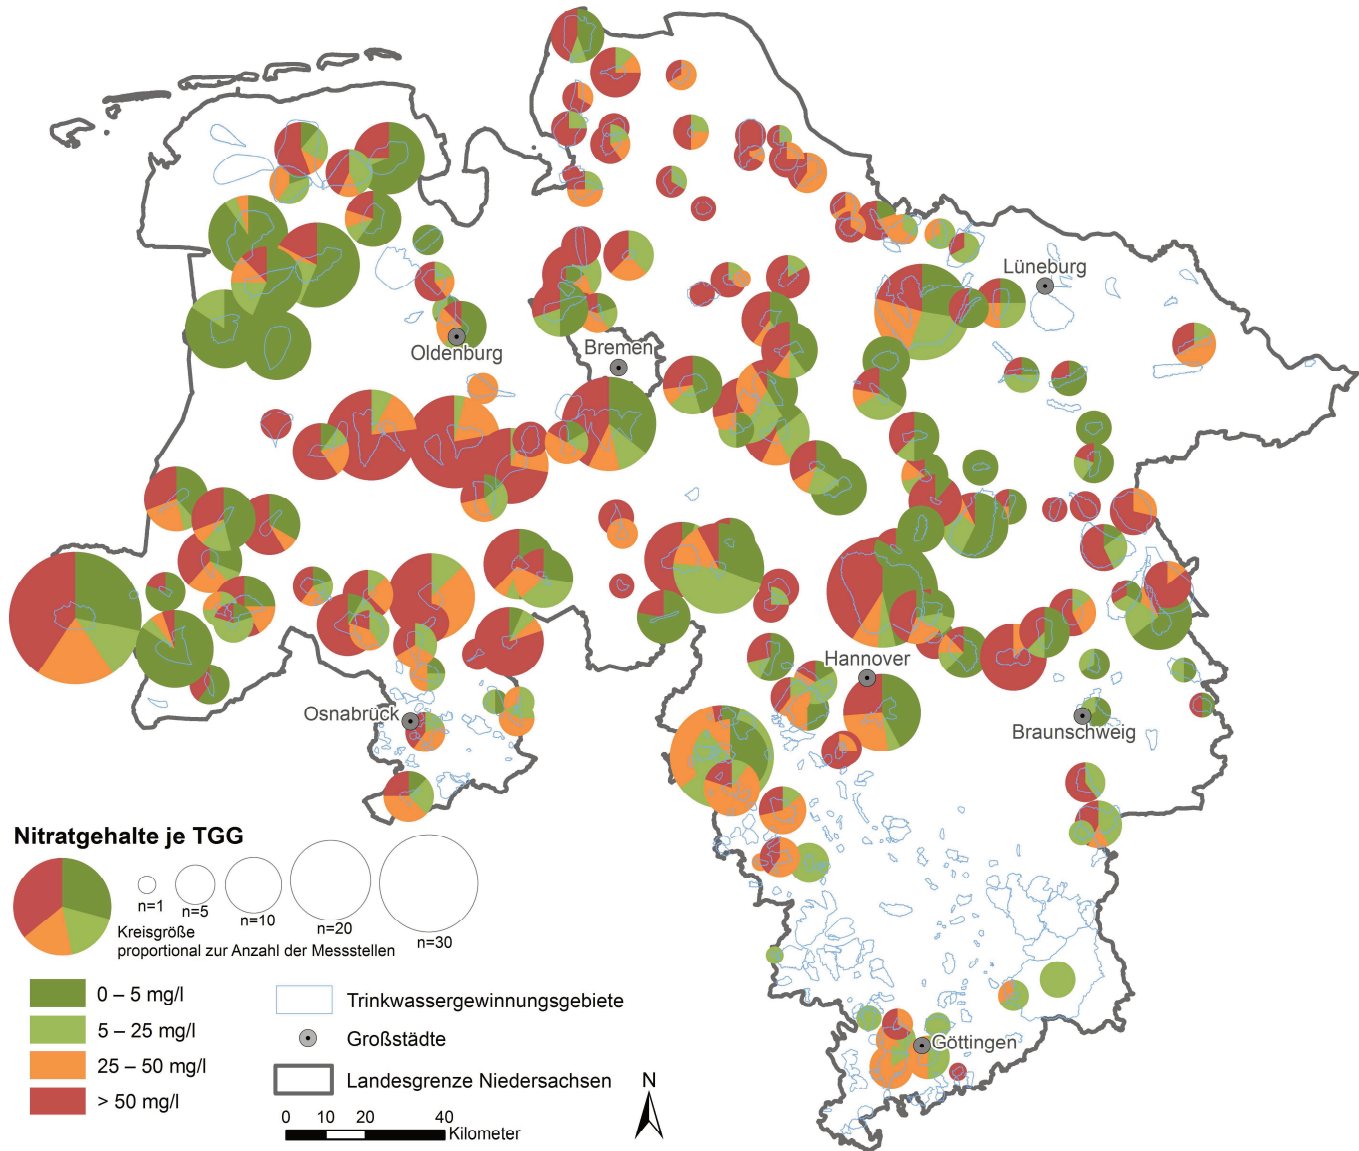 Lüneburg
Oldenburg
Bremen
Hannover
Osnabrück
Braunschweig
Göttingen
Nitratgehalte je TGG
n=1
n=5
n=10
n=20
n=30
Kreisgröße
proportional zur Anzahl der Messstellen
0 – 5 mg/l
5 – 25 mg/l
25 – 50 mg/l
> 50 mg/l
Trinkwassergewinnungsgebiete
Großstädte
Landesgrenze Niedersachsen
0 10 20 40
Kilometer
N